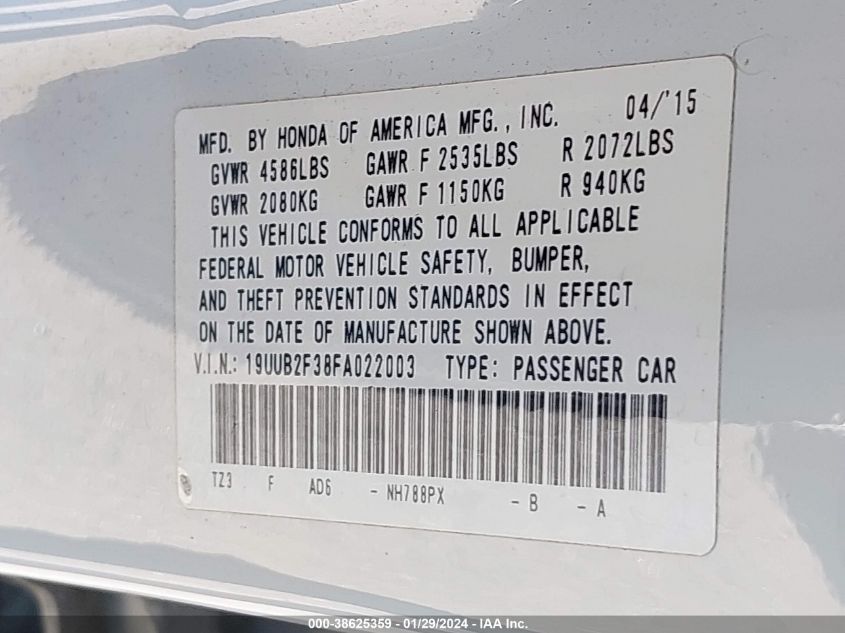 MFD. BY HONDA OF AMERICA MFG., INC. 04/'15
GVWR 4586LBS GAWR F 2535LBS R 2072LBS
GVWR 2080KG GAWR F 1150KG R 940KG
THIS VEHICLE CONFORMS TO ALL APPLICABLE
FEDERAL MOTOR VEHICLE SAFETY, BUMPER,
AND THEFT PREVENTION STANDARDS IN EFFECT
ON THE DATE OF MANUFACTURE SHOWN ABOVE.
V.I.N.: 19UUB2F38FA022003 TYPE: PASSENGER CAR
TZ3 F AD6 - NH788PX - B - A
000-38625359 - 01/29/2024 - IAA Inc.